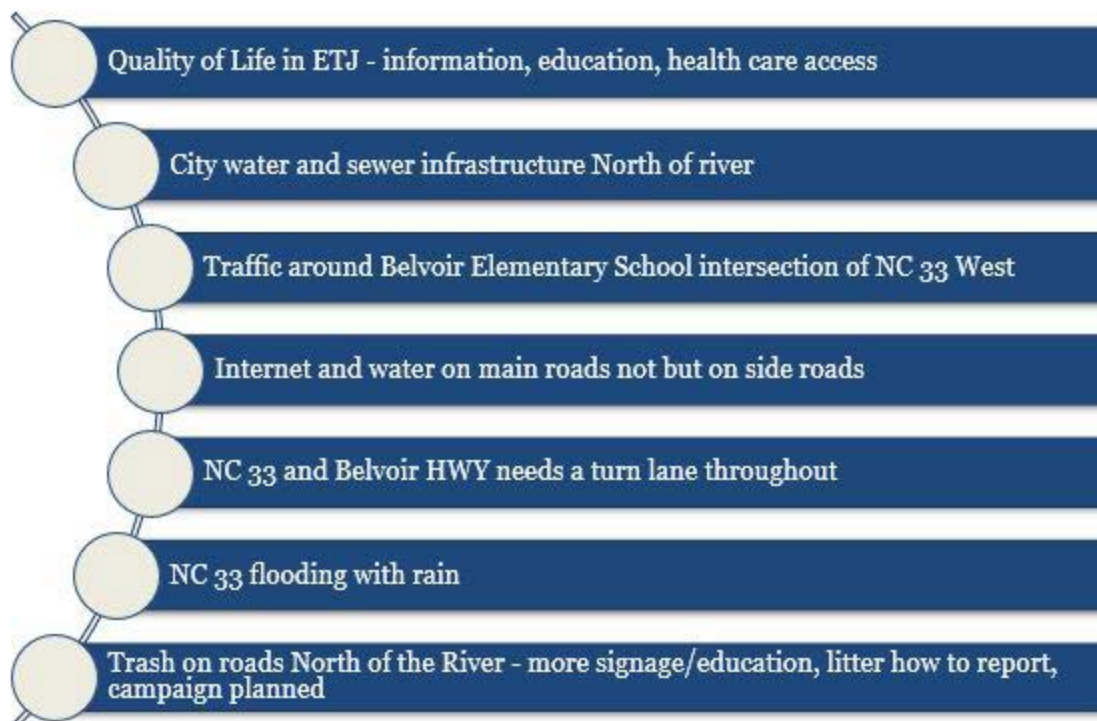 Quality of Life in ETJ - information, education, health care access
City water and sewer infrastructure North of river
Traffic around Belvoir Elementary School intersection of NC 33 West
Internet and water on main roads not but on side roads
NC 33 and Belvoir HWY needs a turn lane throughout
NC 33 flooding with rain
Trash on roads North of the River - more signage/education, litter how to report,
campaign planned